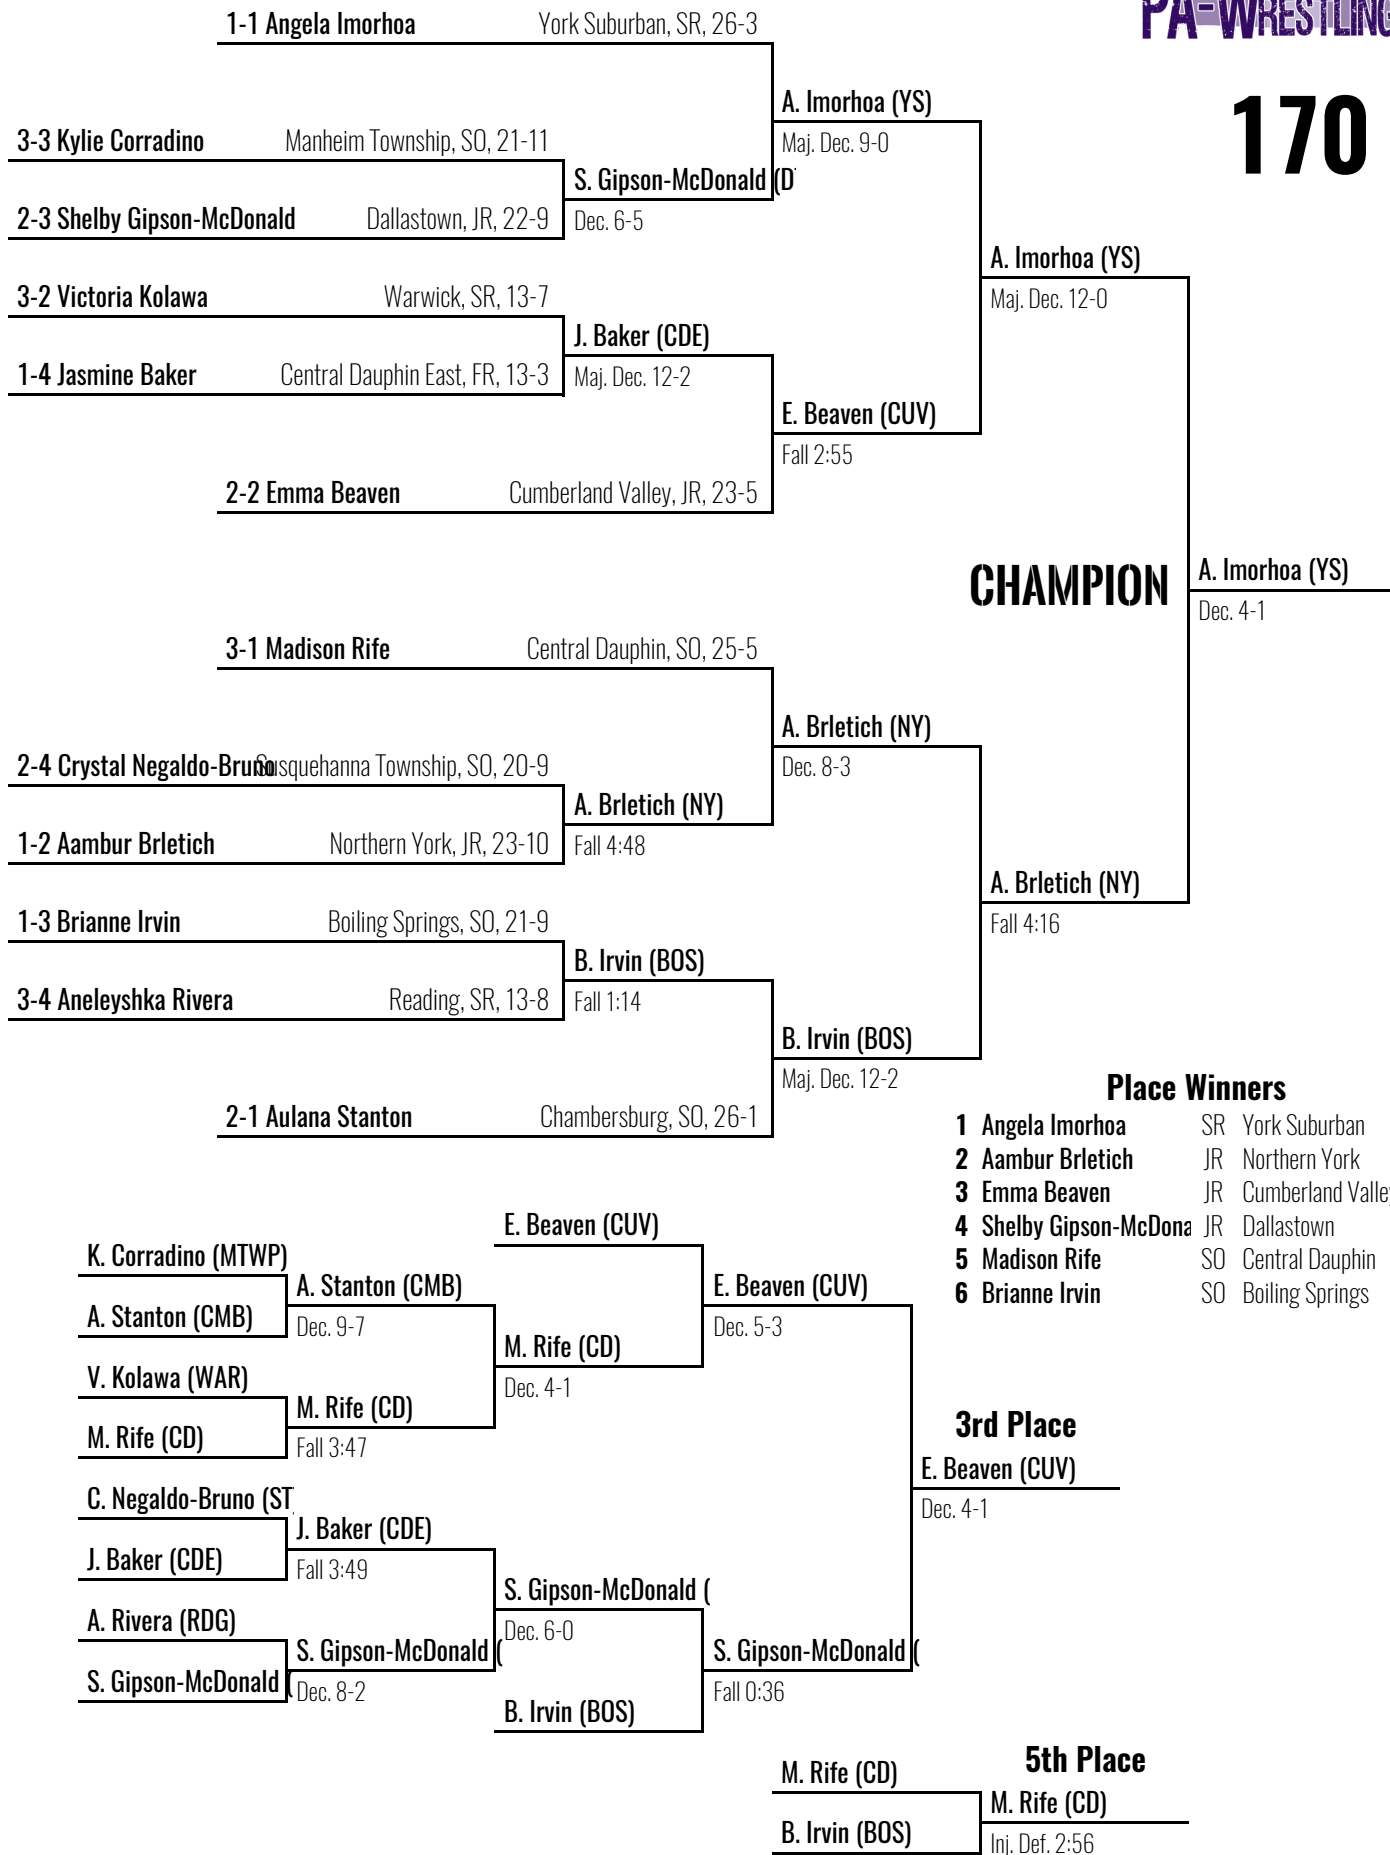 PA-WRESTLING
170
1-1 Angela Imorhoa York Suburban, SR, 26-3
A. Imorhoa (YS)
Maj. Dec. 9-0
3-3 Kylie Corradino Manheim Township, SO, 21-11
S. Gipson-McDonald (D
Dec. 6-5
2-3 Shelby Gipson-McDonald Dallastown, JR, 22-9
A. Imorhoa (YS)
Maj. Dec. 12-0
3-2 Victoria Kolawa Warwick, SR, 13-7
J. Baker (CDE)
Maj. Dec. 12-2
1-4 Jasmine Baker Central Dauphin East, FR, 13-3
E. Beaven (CUV)
Fall 2:55
2-2 Emma Beaven Cumberland Valley, JR, 23-5
CHAMPION
A. Imorhoa (YS)
Dec. 4-1
3-1 Madison Rife Central Dauphin, SO, 25-5
A. Brletich (NY)
Dec. 8-3
2-4 Crystal Negaldo-Bruno Susquehanna Township, SO, 20-9
A. Brletich (NY)
Fall 4:48
1-2 Aambur Brletich Northern York, JR, 23-10
A. Brletich (NY)
Fall 4:16
1-3 Brianne Irvin Boiling Springs, SO, 21-9
B. Irvin (BOS)
Fall 1:14
3-4 Aneleyshka Rivera Reading, SR, 13-8
B. Irvin (BOS)
Maj. Dec. 12-2
2-1 Aulana Stanton Chambersburg, SO, 26-1
Place Winners
1 Angela Imorhoa SR York Suburban
2 Aambur Brletich JR Northern York
3 Emma Beaven JR Cumberland Valley
4 Shelby Gipson-McDona JR Dallastown
5 Madison Rife SO Central Dauphin
6 Brianne Irvin SO Boiling Springs
E. Beaven (CUV)
K. Corradino (MTWP)
A. Stanton (CMB)
Dec. 9-7
A. Stanton (CMB)
E. Beaven (CUV)
Dec. 5-3
M. Rife (CD)
Dec. 4-1
V. Kolawa (WAR)
M. Rife (CD)
Fall 3:47
M. Rife (CD)
3rd Place
E. Beaven (CUV)
Dec. 4-1
C. Negaldo-Bruno (ST
J. Baker (CDE)
Fall 3:49
J. Baker (CDE)
S. Gipson-McDonald (
Dec. 6-0
A. Rivera (RDG)
S. Gipson-McDonald (
Dec. 8-2
S. Gipson-McDonald (
S. Gipson-McDonald (
Fall 0:36
B. Irvin (BOS)
5th Place
M. Rife (CD)
M. Rife (CD)
Inj. Def. 2:56
B. Irvin (BOS)